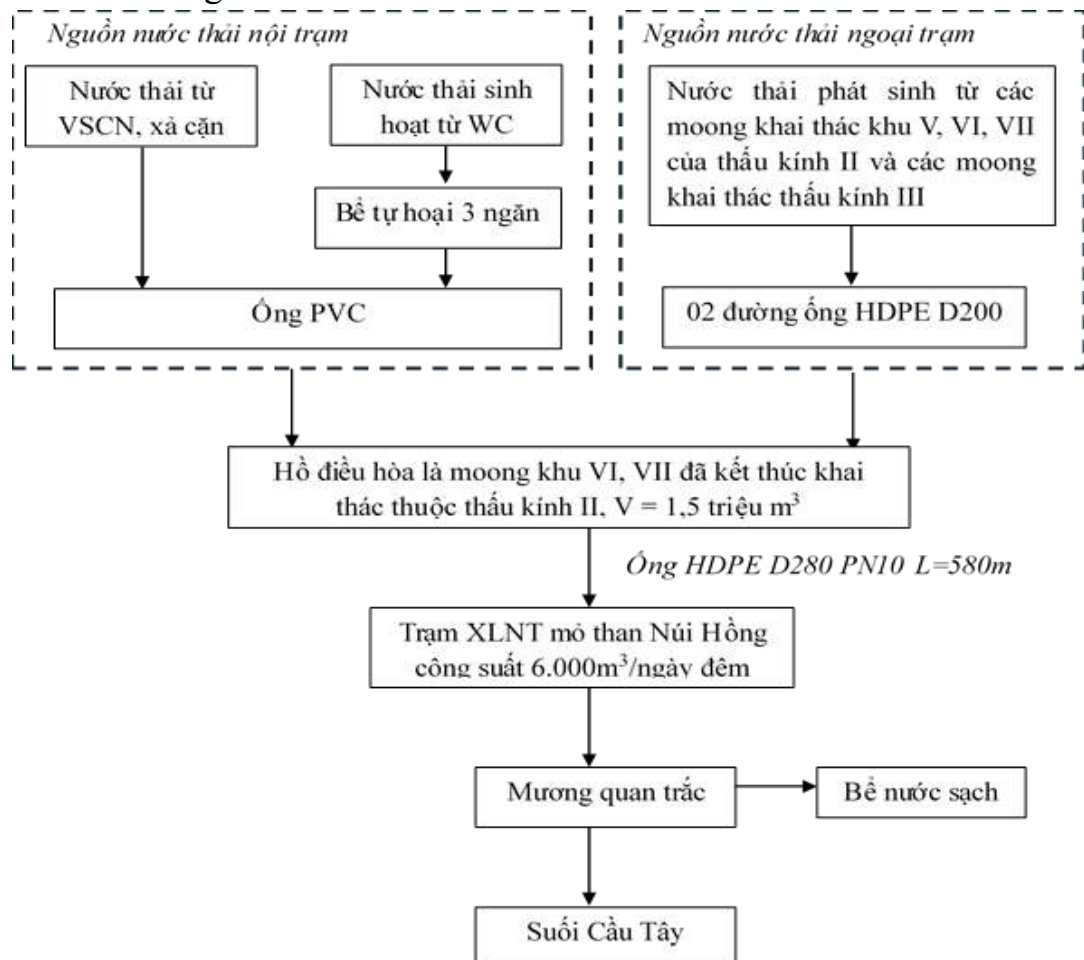 Nguồn nước thải nội trạm
Nguồn nước thải ngoại trạm
Nước thải từ
VSCN, xả cặn
Nước thải sinh
hoạt từ WC
Bể tự hoại 3 ngăn
Ống PVC
Nước thải phát sinh từ các
moong khai thác khu V, VI, VII
của thấu kính II và các moong
khai thác thấu kính III
02 đường ống HDPE D200
Hồ điều hòa là moong khu VI, VII đã kết thúc khai
thác thuộc thấu kính II, V = 1,5 triệu m³
Ống HDPE D280 PN10 L=580m
Trạm XLNT mỏ than Núi Hồng
công suất 6.000m³/ngày đêm
Mương quan trắc
Bể nước sạch
Suối Cầu Tây